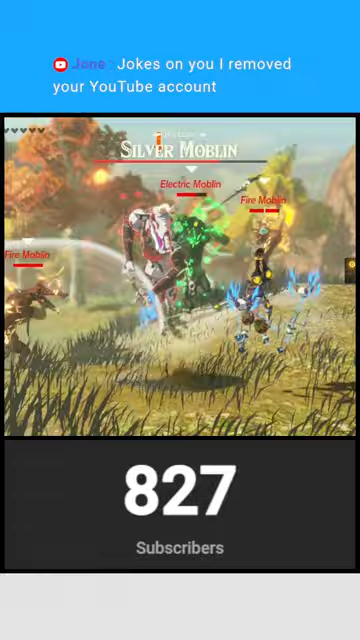 Jane : Jokes on you I removed
your YouTube account
SILVER MOBLIN
Electric Moblin
Fire Moblin
Fire Moblin
827
Subscribers